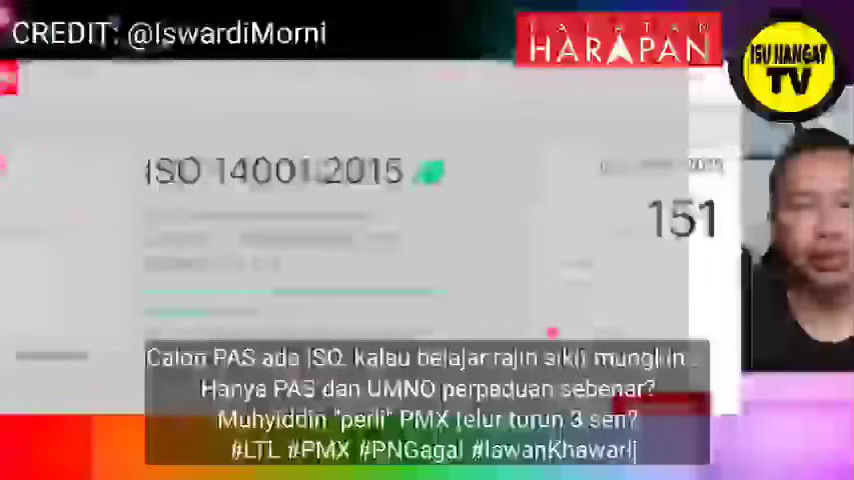 CREDIT: @IswardiMorni
HARAPAN
ISU HANGAT
TV
ISO 14001:2015
151
Calon PAS ada ISO. kalau belajar rajin sikit mungkin..
Hanya PAS dan UMNO perpaduan sebenar?
Muhyiddin "perli" PMX telur turun 3 sen?
#LTL #PMX #PNGagal #lawanKhawarij